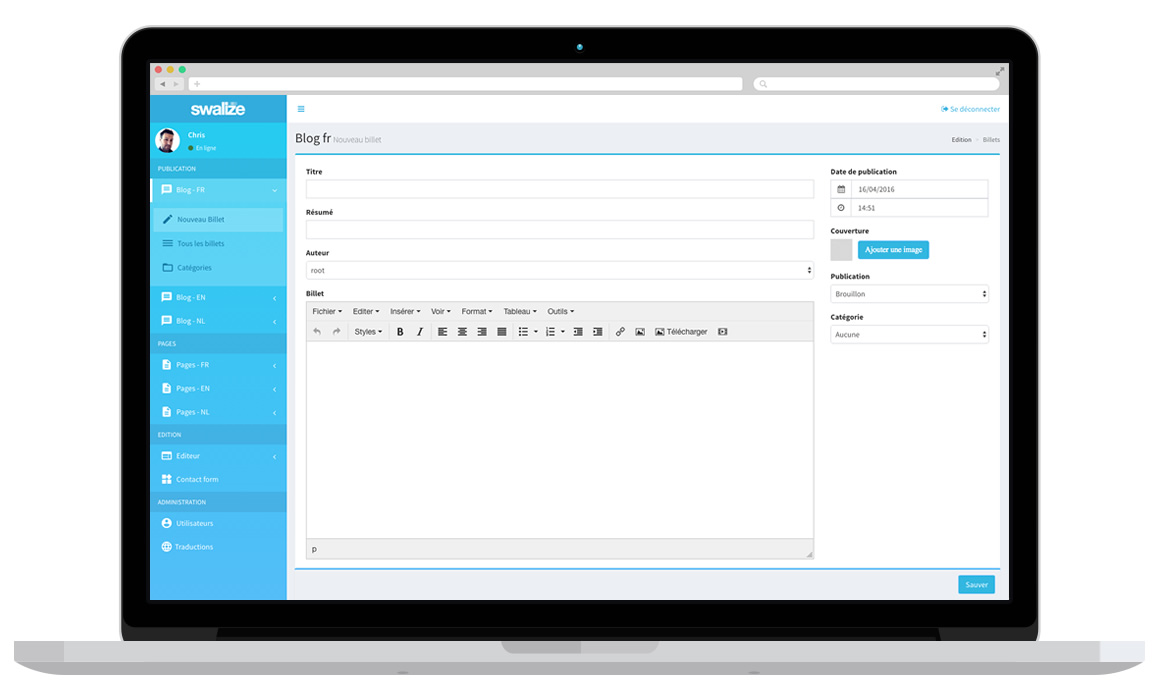 swalize
Se déconnecter
Chris
En ligne
Blog fr Nouveau billet
Edition > Billets
PUBLICATION
Blog - FR
Nouveau Billet
Tous les billets
Catégories
Blog - EN
Blog - NL
PAGES
Pages - FR
Pages - EN
Pages - NL
EDITION
Editeur
Contact form
ADMINISTRATION
Utilisateurs
Traductions
Titre
Résumé
Auteur
root
Billet
Fichier Editer Insérer Voir Format Tableau Outils
Styles B I Télécharger
p
Date de publication
16/04/2016
14:51
Couverture
Ajouter une image
Publication
Brouillon
Catégorie
Aucune
Sauver